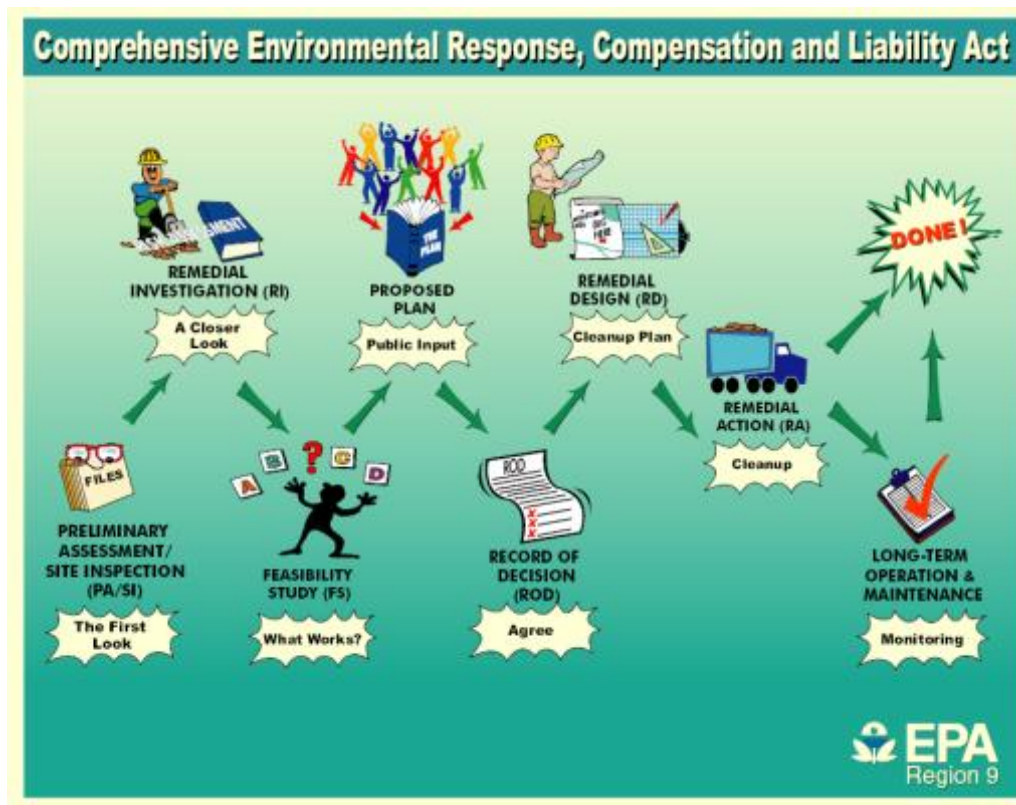 Comprehensive Environmental Response, Compensation and Liability Act
PRELIMINARY
ASSESSMENT/
SITE INSPECTION
(PA/SI)
The First
Look
FILES
REMEDIAL
INVESTIGATION (RI)
A Closer
Look
A
B
?
C
D
FEASIBILITY
STUDY (FS)
What Works?
THE
PLAN
PROPOSED
PLAN
Public Input
ROD
X
X
X
RECORD OF
DECISION
(ROD)
Agree
REMEDIAL
DESIGN (RD)
Cleanup Plan
REMEDIAL
ACTION (RA)
Cleanup
LONG-TERM
OPERATION &
MAINTENANCE
Monitoring
DONE!
EPA
Region 9